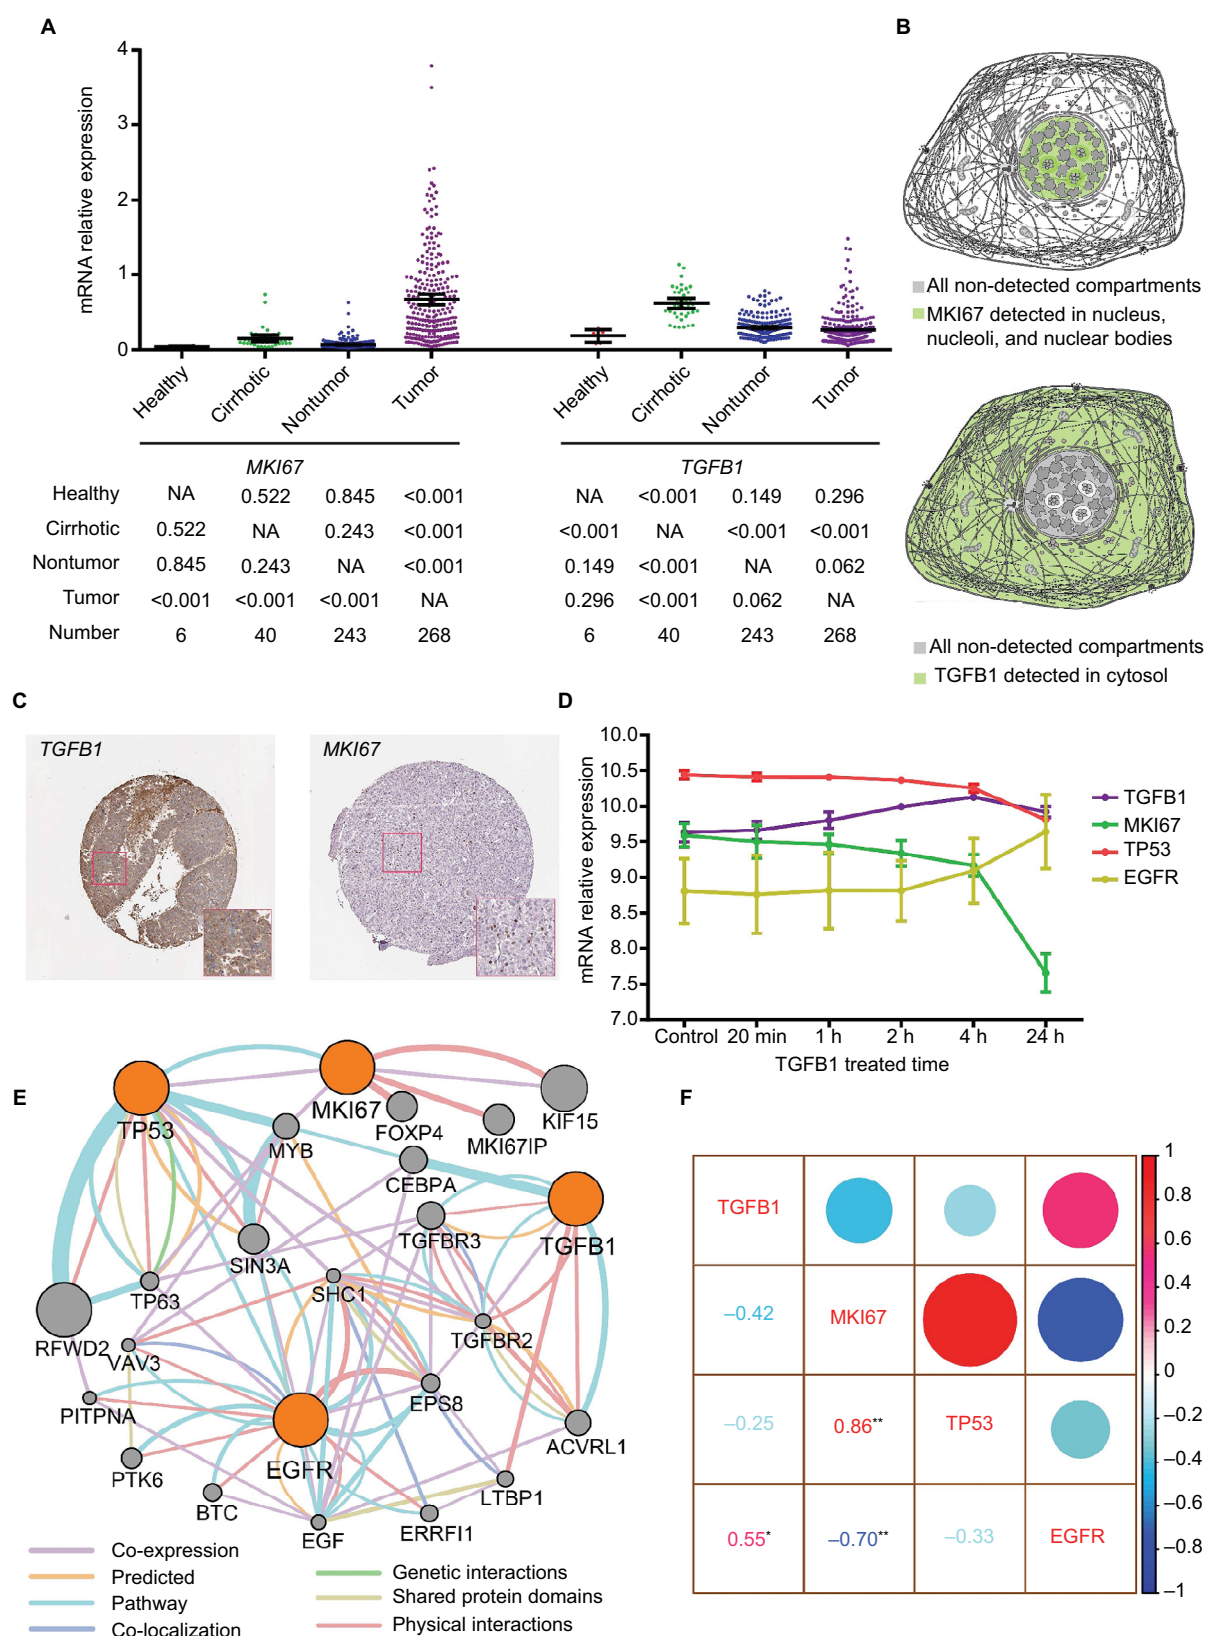 A
mRNA relative expression
4
3
2
1
0
Healthy
Cirrhotic
Nontumor
Tumor
Healthy
Cirrhotic
Nontumor
Tumor
MKI67
TGFB1
Healthy NA 0.522 0.845 <0.001 NA <0.001 0.149 0.296
Cirrhotic 0.522 NA 0.243 <0.001 <0.001 NA <0.001 <0.001
Nontumor 0.845 0.243 NA <0.001 0.149 <0.001 NA 0.062
Tumor <0.001 <0.001 <0.001 NA 0.296 <0.001 0.062 NA
Number 6 40 243 268 6 40 243 268
B
All non-detected compartments
MKI67 detected in nucleus,
nucleoli, and nuclear bodies
All non-detected compartments
TGFB1 detected in cytosol
C
TGFB1
MKI67
D
mRNA relative expression
10.0
10.5
10.0
9.5
9.0
8.5
8.0
7.5
7.0
Control 20 min 1 h 2 h 4 h 24 h
TGFB1 treated time
TGFB1
MKI67
TP53
EGFR
E
TP53
MKI67
FOXP4
MKI67IP
KIF15
MYB
CEBPA
TGFB1
TGFBR3
SIN3A
TP63
SHC1
RFWD2
VAV3
TGFBR2
PITPNA
EPS8
ACVRL1
EGFR
PTK6
BTC
LTBP1
EGF
ERRFI1
Co-expression
Predicted
Pathway
Co-localization
Genetic interactions
Shared protein domains
Physical interactions
F
TGFB1
–0.42 MKI67
–0.25 0.86** TP53
0.55* –0.70** –0.33 EGFR
1
0.8
0.6
0.4
0.2
0
–0.2
–0.4
–0.6
–0.8
–1